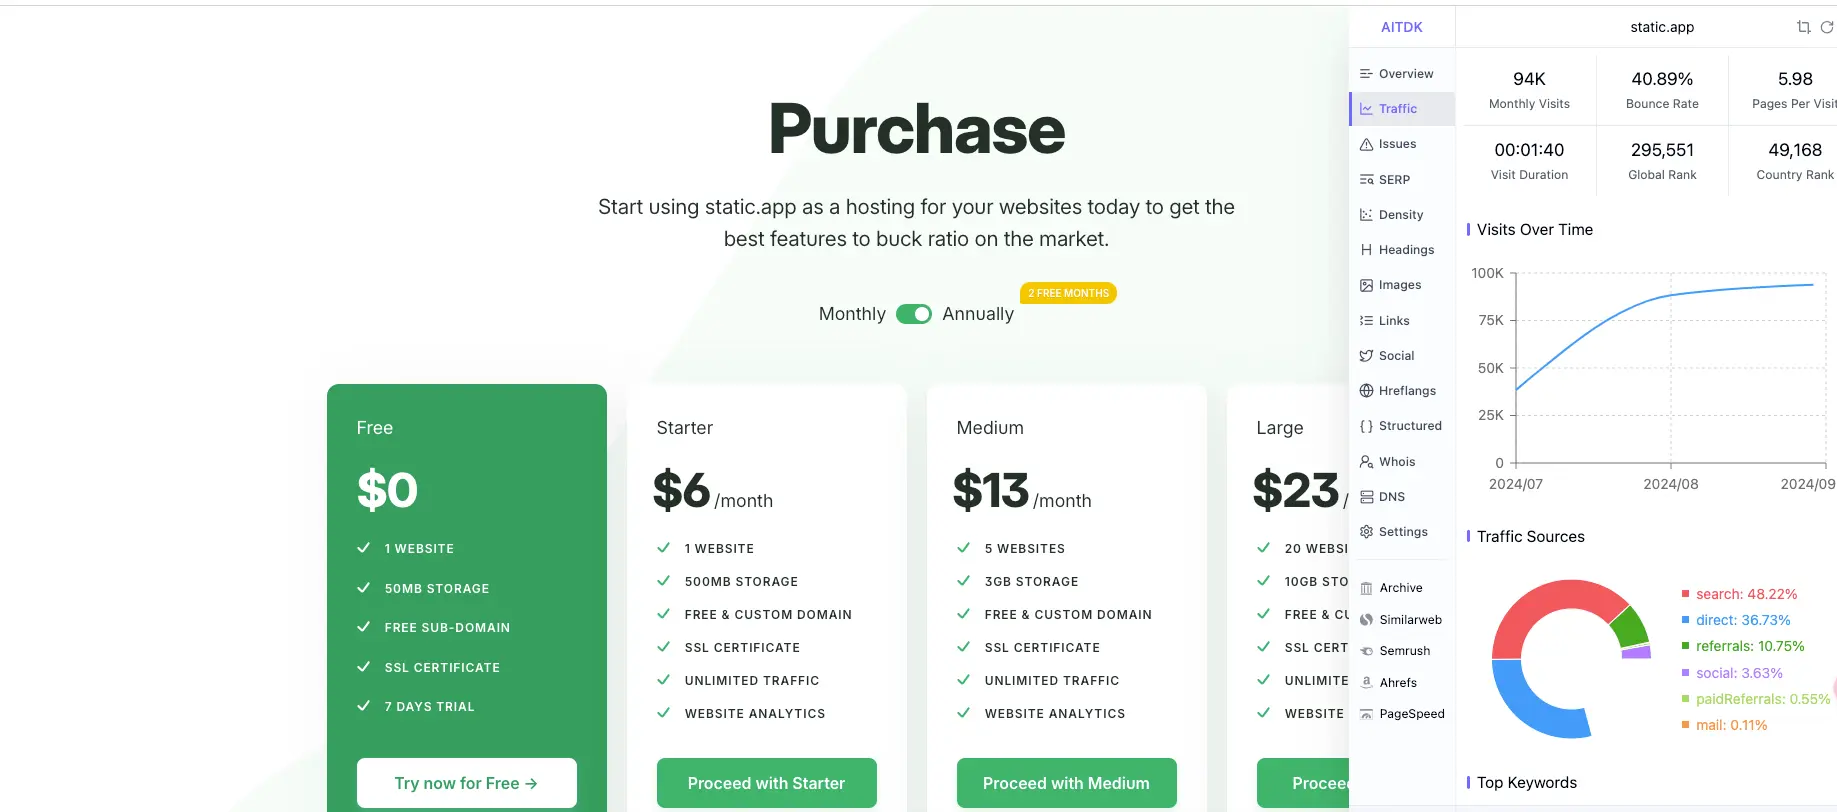 Purchase
Start using static.app as a hosting for your websites today to get the
best features to buck ratio on the market.
2 FREE MONTHS
Monthly Annually
Free
$0
1 WEBSITE
50MB STORAGE
FREE SUB-DOMAIN
SSL CERTIFICATE
7 DAYS TRIAL
Try now for Free →
Starter
$6 /month
1 WEBSITE
500MB STORAGE
FREE & CUSTOM DOMAIN
SSL CERTIFICATE
UNLIMITED TRAFFIC
WEBSITE ANALYTICS
Proceed with Starter
Medium
$13 /month
5 WEBSITES
3GB STORAGE
FREE & CUSTOM DOMAIN
SSL CERTIFICATE
UNLIMITED TRAFFIC
WEBSITE ANALYTICS
Proceed with Medium
Large
$23 /
20 WEBSI
10GB STO
FREE & CU
SSL CERT
UNLIMITE
WEBSITE
Procee
AITDK
Overview
Traffic
Issues
SERP
Density
Headings
Images
Links
Social
Hreflangs
Structured
Whois
DNS
Settings
Archive
Similarweb
Semrush
Ahrefs
PageSpeed
static.app
94K
Monthly Visits
40.89%
Bounce Rate
5.98
Pages Per Visit
00:01:40
Visit Duration
295,551
Global Rank
49,168
Country Rank
Visits Over Time
100K
75K
50K
25K
0
2024/07 2024/08 2024/09
Traffic Sources
search: 48.22%
direct: 36.73%
referrals: 10.75%
social: 3.63%
paidReferrals: 0.55%
mail: 0.11%
Top Keywords